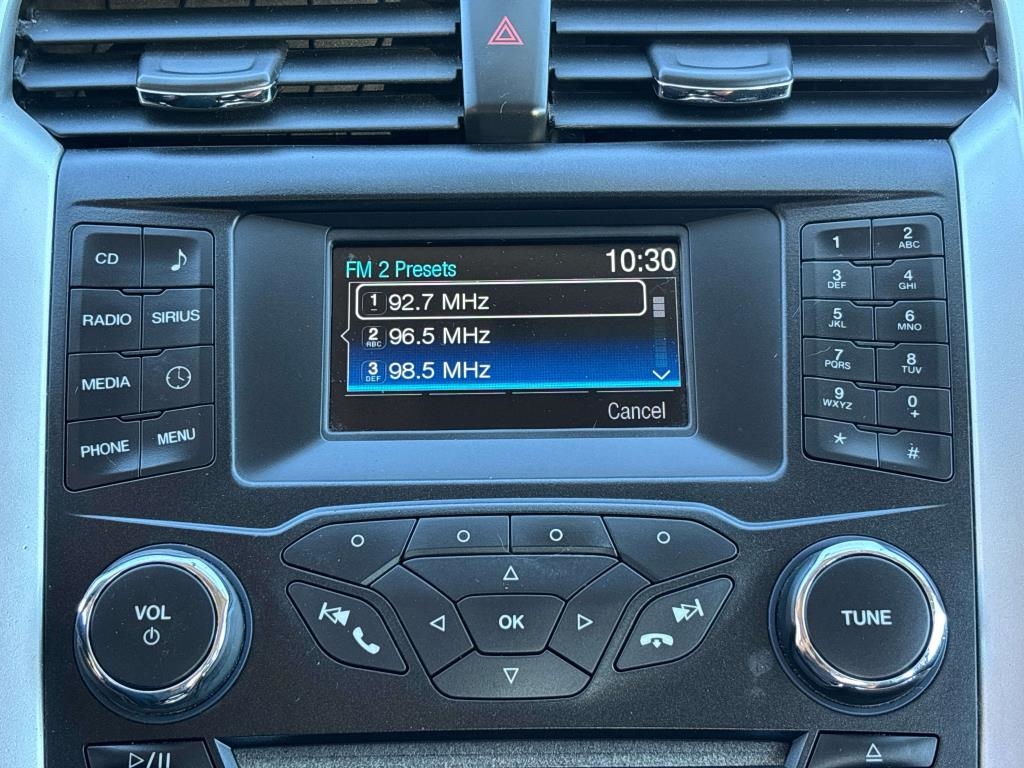 FM 2 Presets 10:30
1 92.7 MHz
2 ABC 96.5 MHz
3 DEF 98.5 MHz
Cancel
CD
RADIO SIRIUS
MEDIA
PHONE MENU
1 2 ABC
3 DEF 4 GHI
5 JKL 6 MNO
7 PQRS 8 TUV
9 WXYZ 0 +
* #
VOL
OK
TUNE